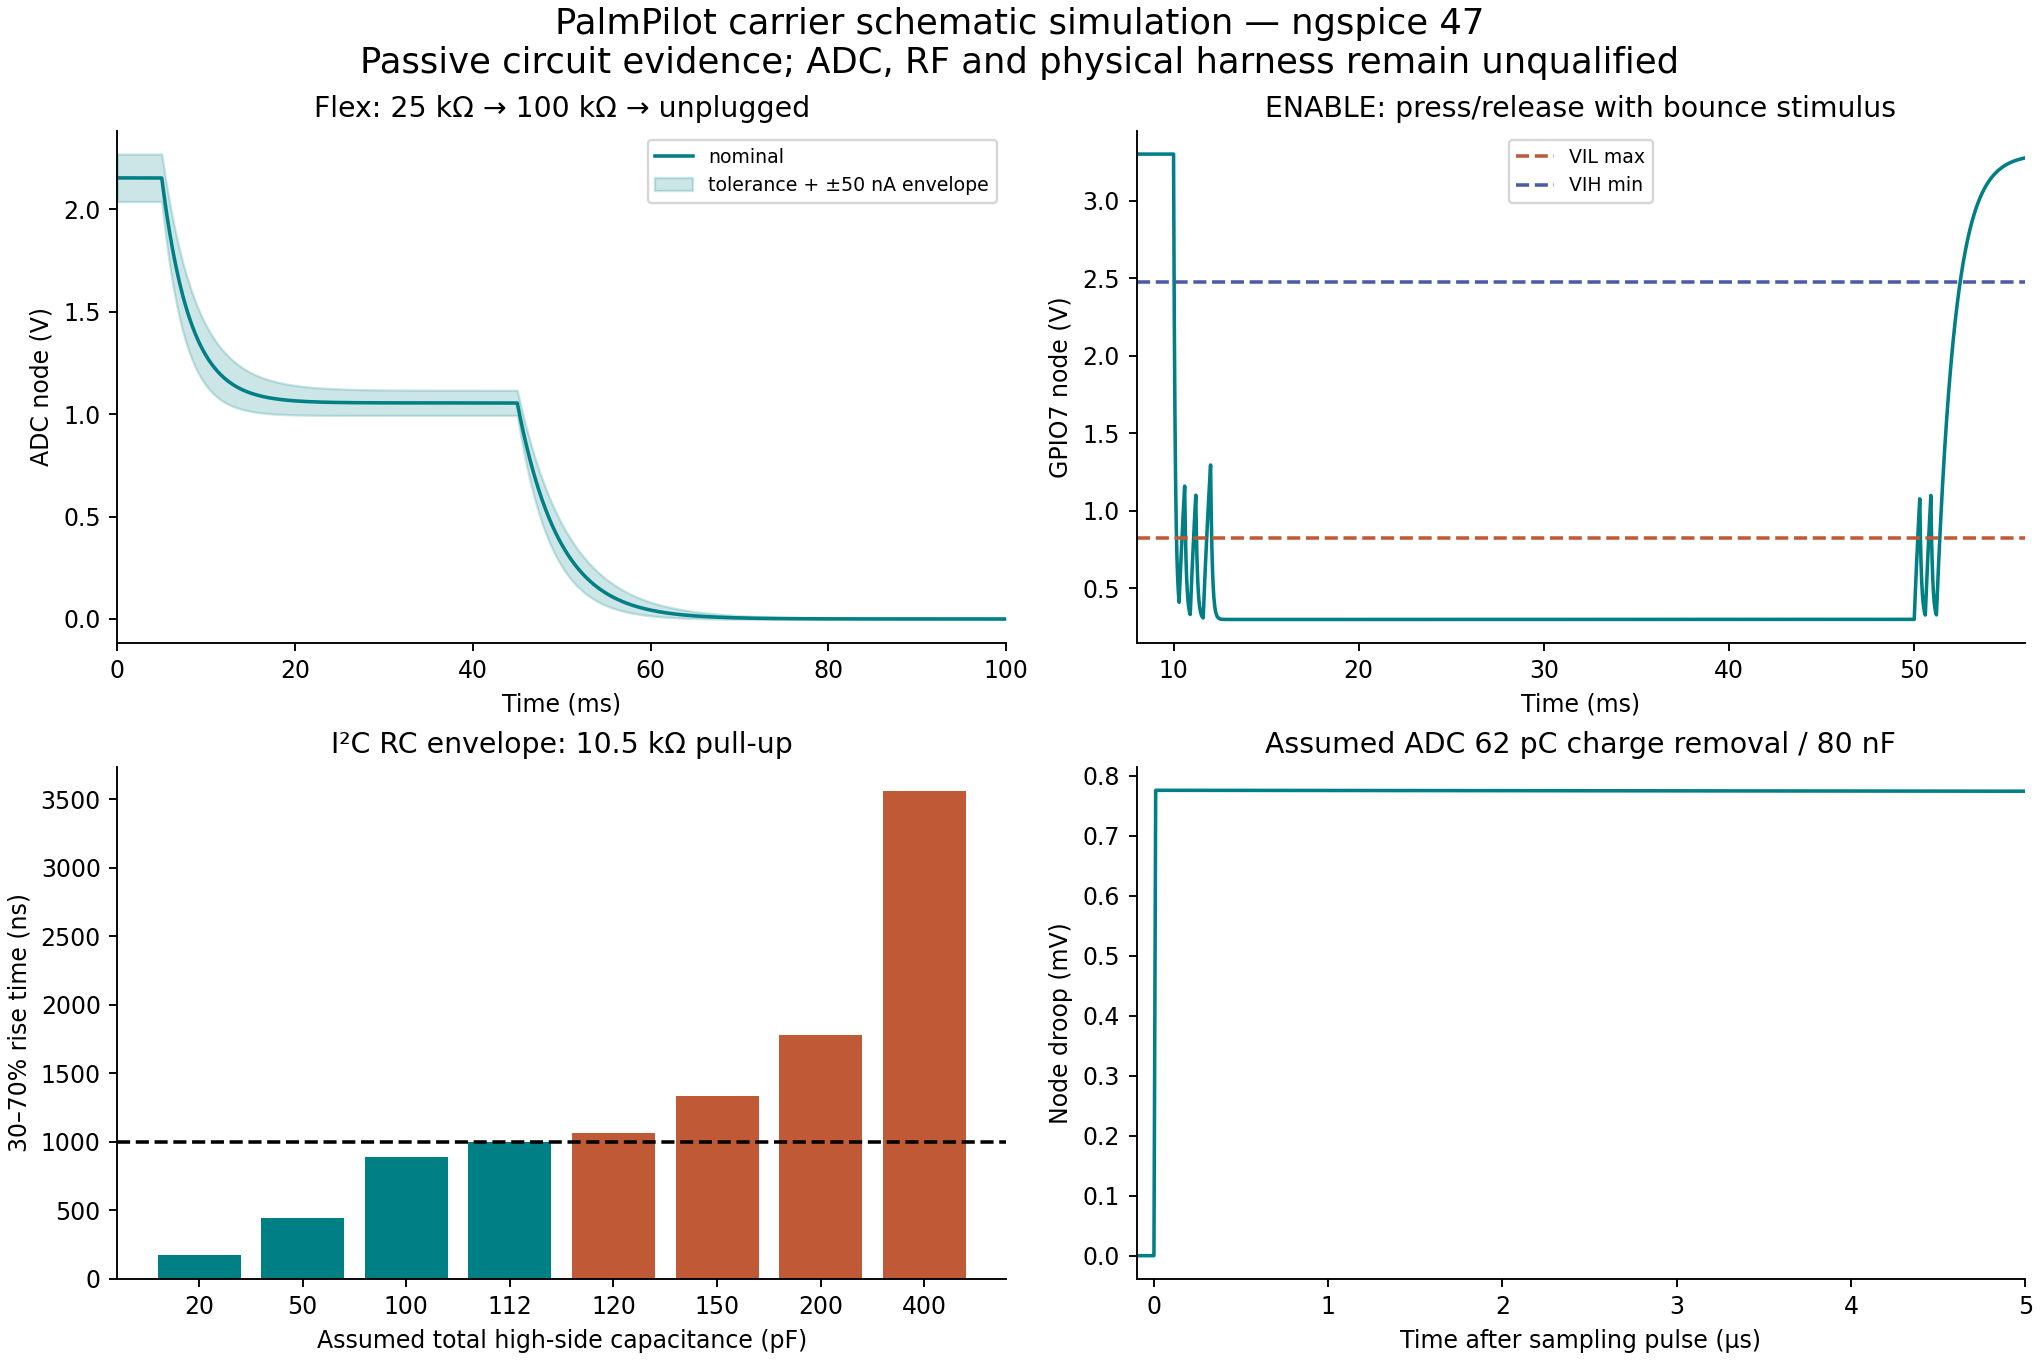 PalmPilot carrier schematic simulation — ngspice 47
Passive circuit evidence; ADC, RF and physical harness remain unqualified
Flex: 25 kΩ → 100 kΩ → unplugged
nominal
tolerance + ±50 nA envelope
ADC node (V)
2.0
1.5
1.0
0.5
0.0
0 20 40 60 80 100
Time (ms)
ENABLE: press/release with bounce stimulus
VIL max
VIH min
GPIO7 node (V)
3.0
2.5
2.0
1.5
1.0
0.5
10 20 30 40 50
Time (ms)
I²C RC envelope: 10.5 kΩ pull-up
30–70% rise time (ns)
3500
3000
2500
2000
1500
1000
500
0
20 50 100 112 120 150 200 400
Assumed total high-side capacitance (pF)
Assumed ADC 62 pC charge removal / 80 nF
Node droop (mV)
0.8
0.7
0.6
0.5
0.4
0.3
0.2
0.1
0.0
0 1 2 3 4 5
Time after sampling pulse (µs)